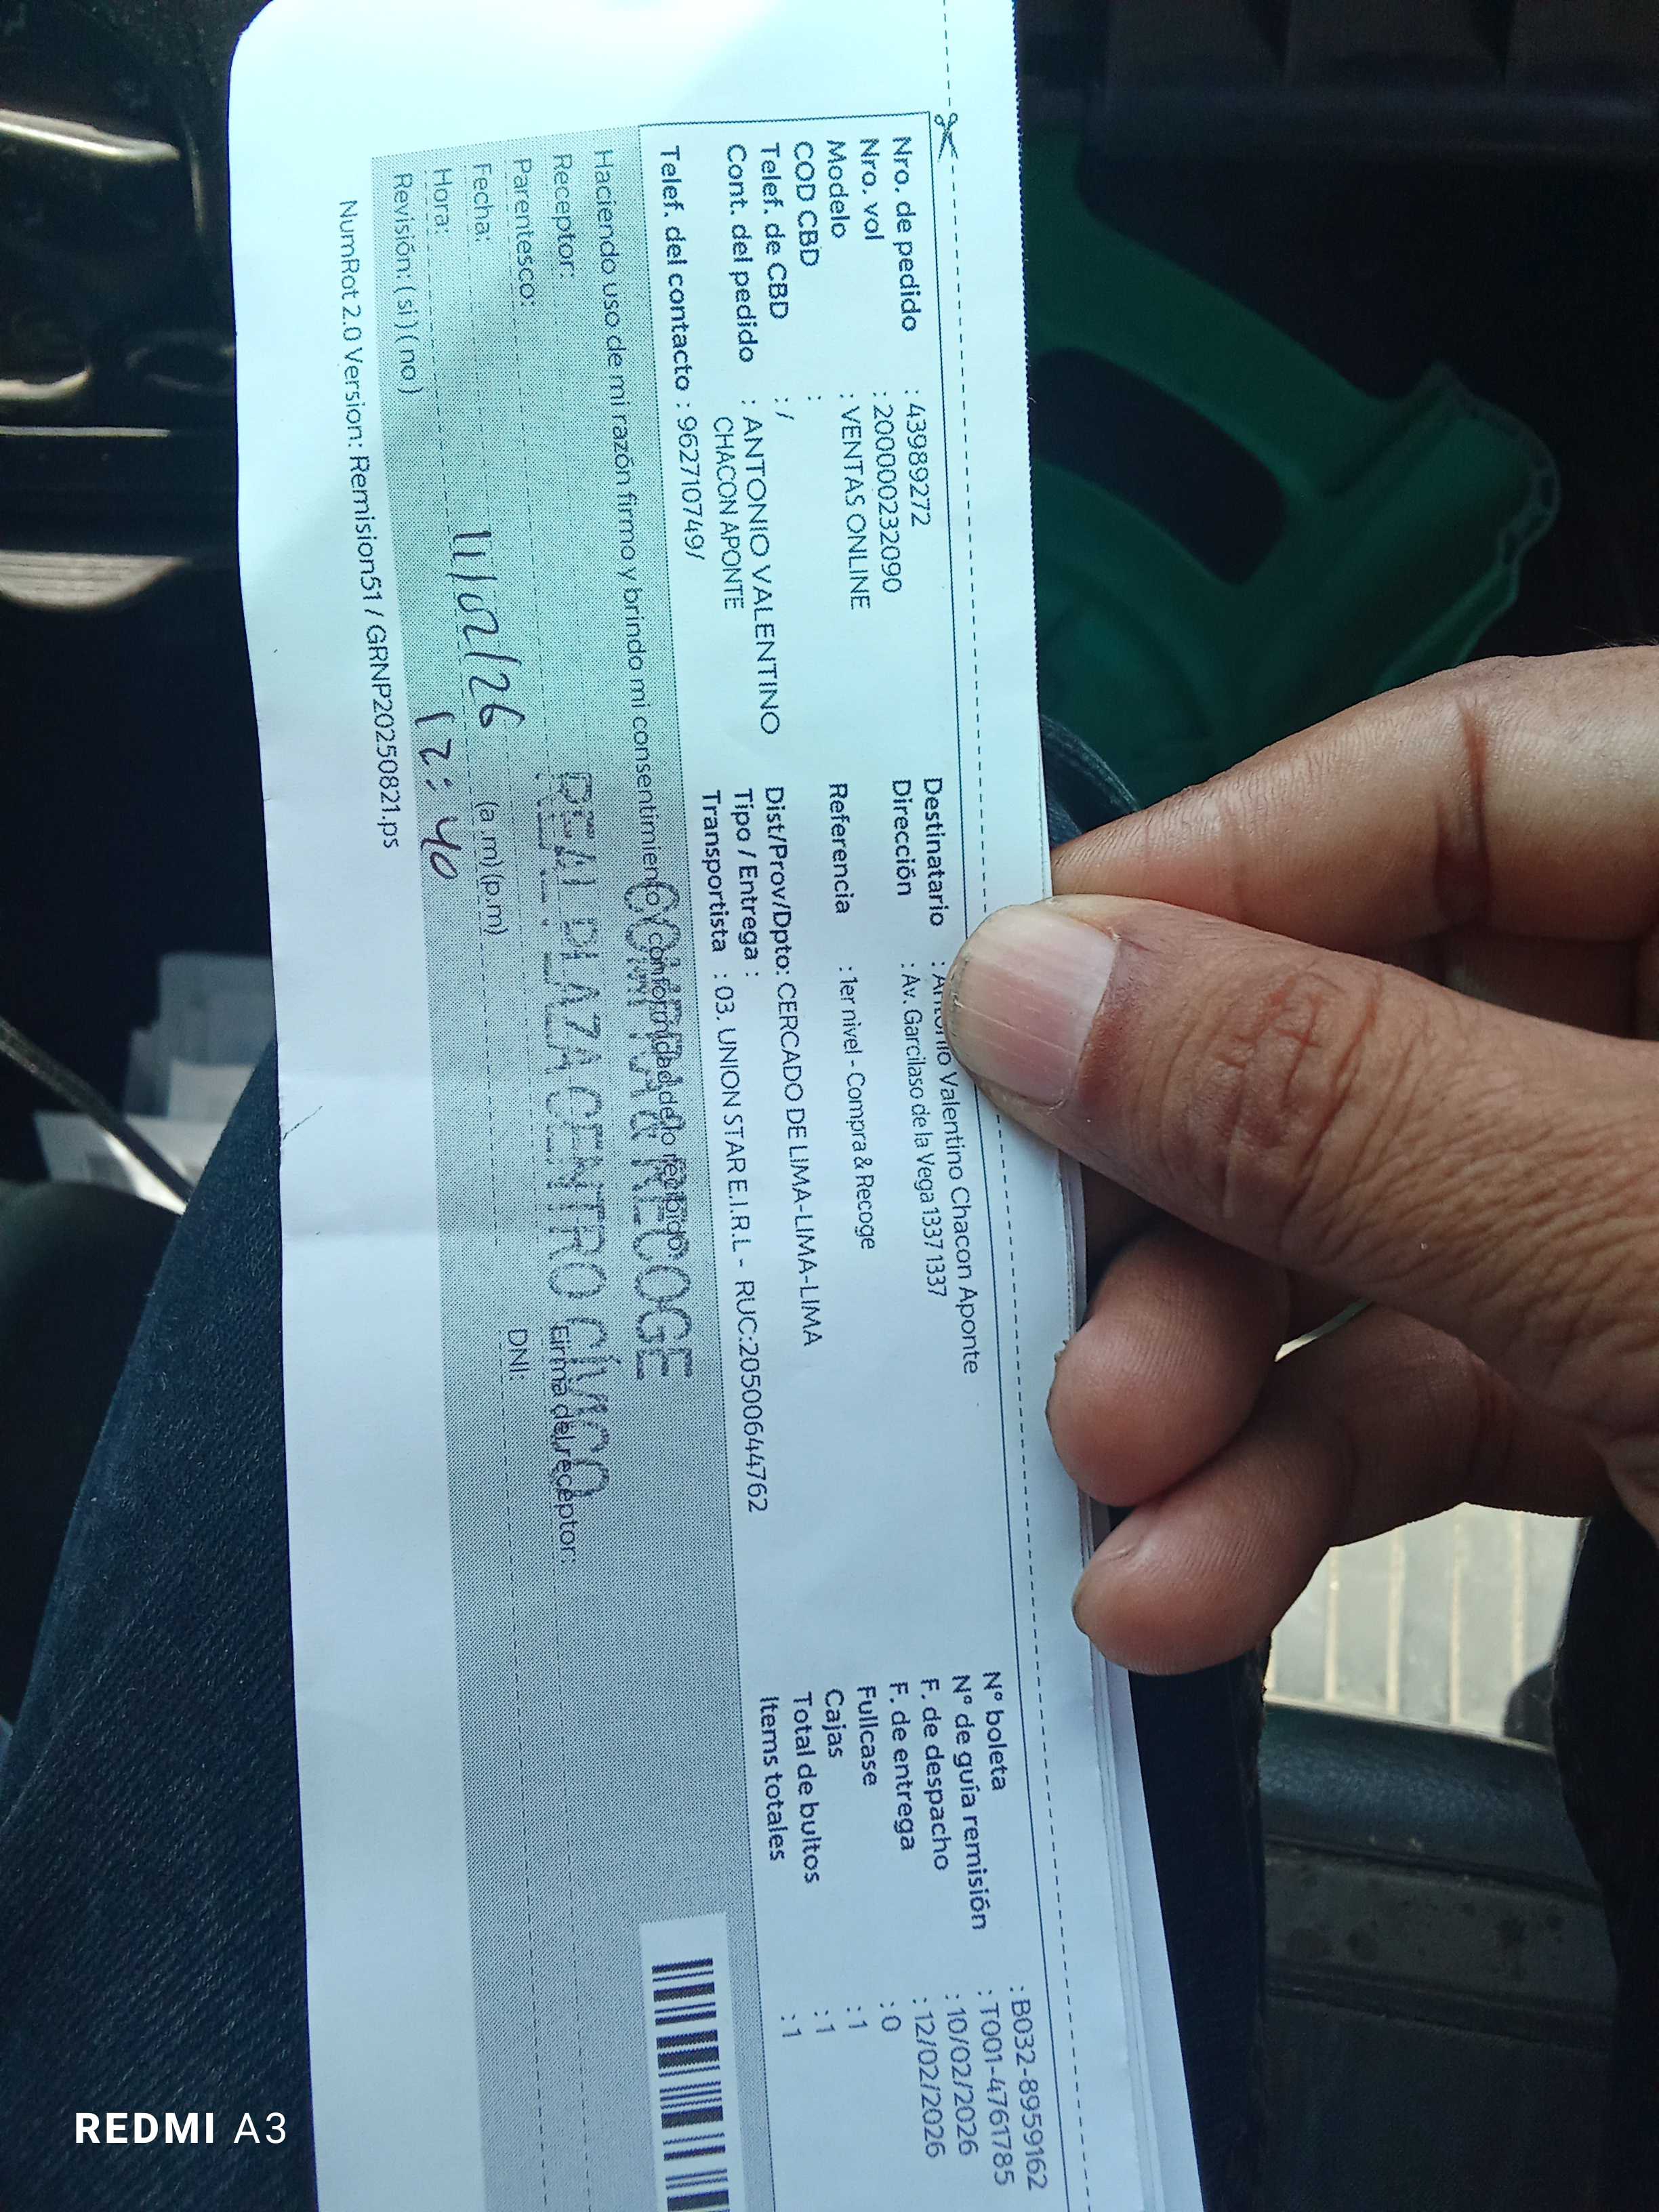 Nro. de pedido : 43989272
Nro. vol : 2000002320​90
Modelo : VENTAS ONLINE
COD CBD :
Telef. de CBD : /
Cont. del pedido : ANTONIO VALENTINO
CHACON APONTE
Telef. del contacto : 962710749/
Destinatario : Antonio Valentino Chacon Aponte
Dirección : Av. Garcilaso de la Vega 1337 1337
Referencia : 1er nivel - Compra & Recoge
Dist/Prov/Dpto: CERCADO DE LIMA-LIMA-LIMA
Tipo / Entrega :
Transportista : 03. UNION STAR E.I.R.L - RUC:20500644762
N° boleta : B032-8959162
N° de guía remisión : T001-4761785
F. de despacho : 10/02/2026
F. de entrega : 12/02/2026
Fullcase : 0
Cajas : 1
Total de bultos : 1
Items totales : 1
Haciendo uso de mi razón firmo y brindo mi consentimiento y conformidad de lo recibido.
COMPRA & RECOGE
REAL PLAZA CENTRO CIVICO
Receptor:
Firma del receptor:
Parentesco:
DNI:
Fecha: 11/02/26
Hora: 12:40 (a.m)(p.m)
Revisión: ( si ) ( no )
NumRot 2.0 Version: Remision51 / GRNP20250821.ps
REDMI A3